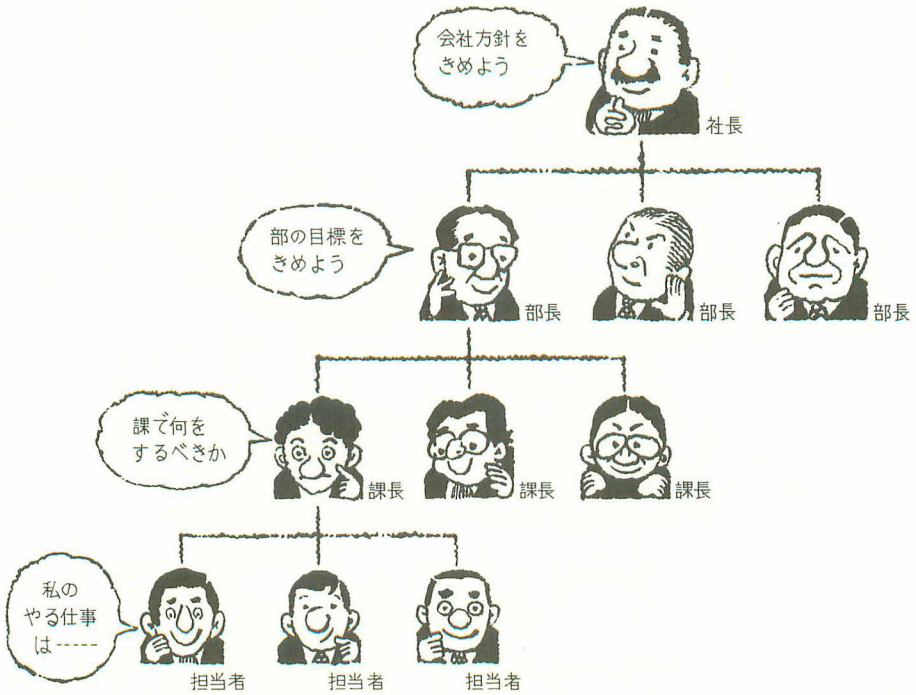 会社方針を
きめよう
社長
部の目標を
きめよう
部長
部長
部長
課で何を
するべきか
課長
課長
課長
私の
やる仕事
は-----
担当者
担当者
担当者